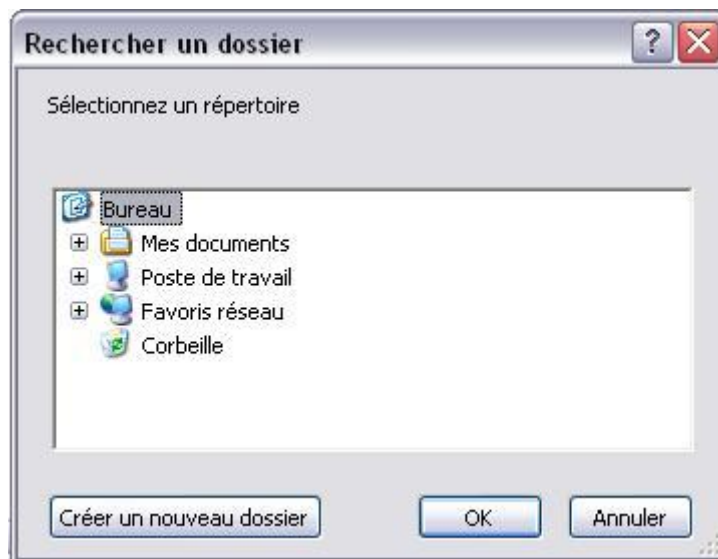 Rechercher un dossier
Sélectionnez un répertoire
Bureau
Mes documents
Poste de travail
Favoris réseau
Corbeille
Créer un nouveau dossier OK Annuler